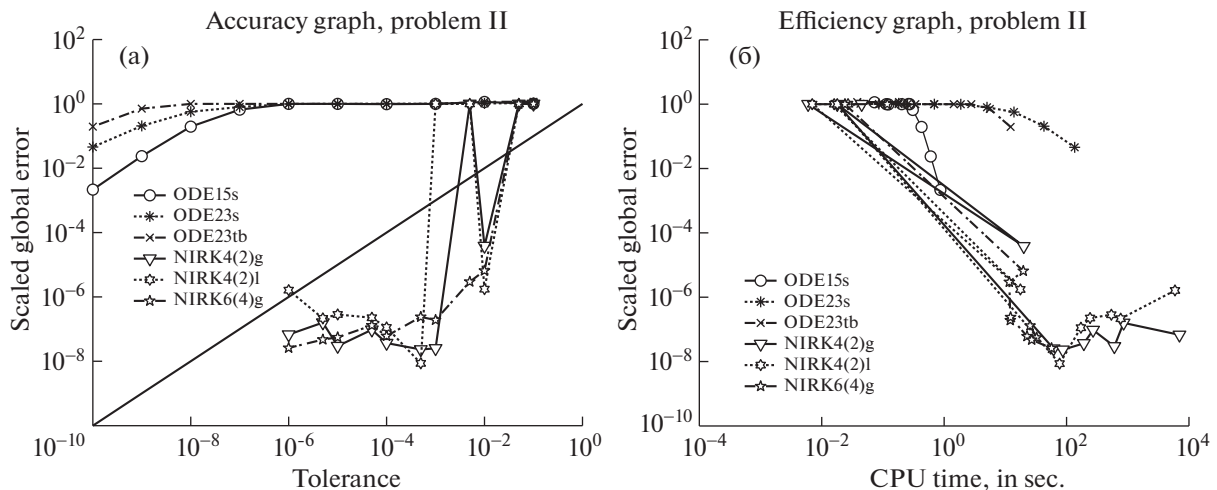 Accuracy graph, problem II
(а)
Scaled global error
10^2
10^0
10^−2
10^−4
10^−6
10^−8
10^−10
ODE15s
ODE23s
ODE23tb
NIRK4(2)g
NIRK4(2)l
NIRK6(4)g
10^−8
10^−6
10^−4
10^−2
10^0
Tolerance
Efficiency graph, problem II
(б)
Scaled global error
10^2
10^0
10^−2
10^−4
10^−6
10^−8
10^−10
ODE15s
ODE23s
ODE23tb
NIRK4(2)g
NIRK4(2)l
NIRK6(4)g
10^−4
10^−2
10^0
10^2
10^4
CPU time, in sec.